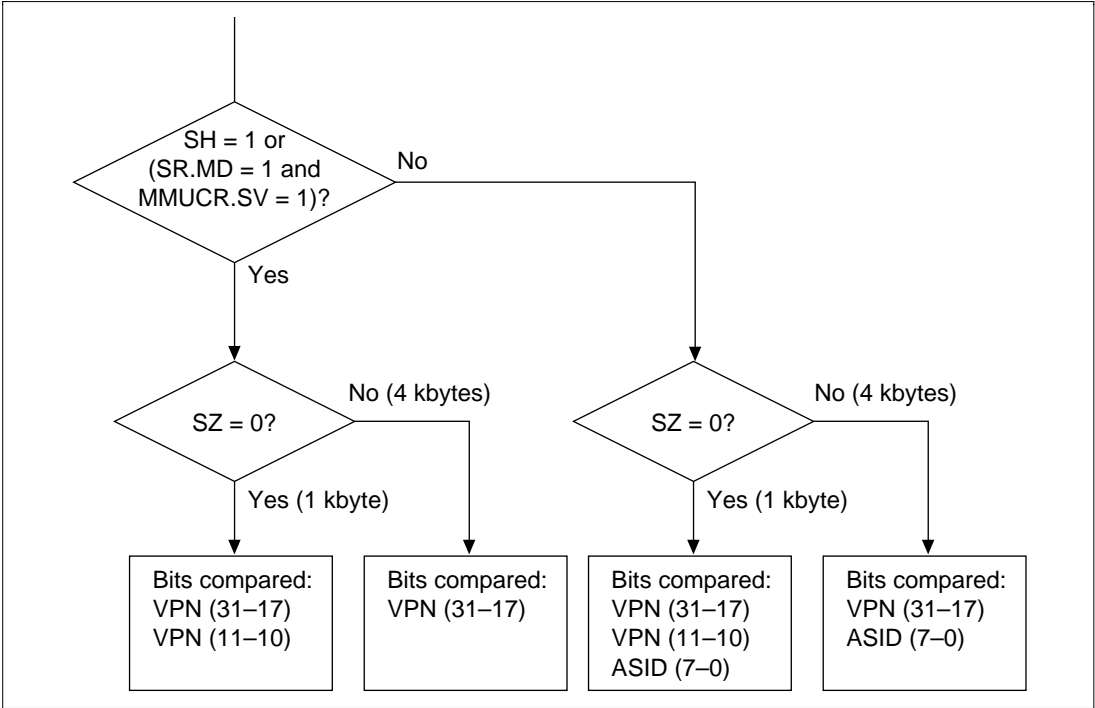 SH = 1 or
(SR.MD = 1 and
MMUCR.SV = 1)?
No
Yes
SZ = 0?
No (4 kbytes)
Yes (1 kbyte)
SZ = 0?
No (4 kbytes)
Yes (1 kbyte)
Bits compared:
VPN (31–17)
VPN (11–10)
Bits compared:
VPN (31–17)
Bits compared:
VPN (31–17)
VPN (11–10)
ASID (7–0)
Bits compared:
VPN (31–17)
ASID (7–0)